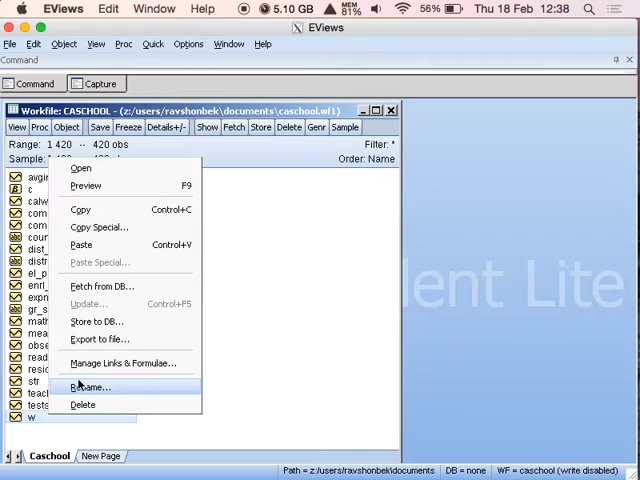 EViews Window Help 5.10 GB MEM 81% 56% Thu 18 Feb 12:38
EViews
File Edit Object View Proc Quick Options Window Help
Command
Command Capture
Workfile: CASCHOOL - (z:/users/ravshonbek\documents\caschool.wf1)
View Proc Object Save Freeze Details+/- Show Fetch Store Delete Genr Sample
Range: 1 420 -- 420 obs Filter: *
Sample: Order: Name
Open
c
Preview F9
Copy Control+C
Copy Special...
Paste Control+V
Paste Special...
Fetch from DB...
Update... Control+F5
Store to DB...
Export to file...
Manage Links & Formulae...
str
Rename...
Delete
w
dent Lite
Caschool New Page
Path = z:/users/ravshonbek\documents DB = none WF = caschool (write disabled)